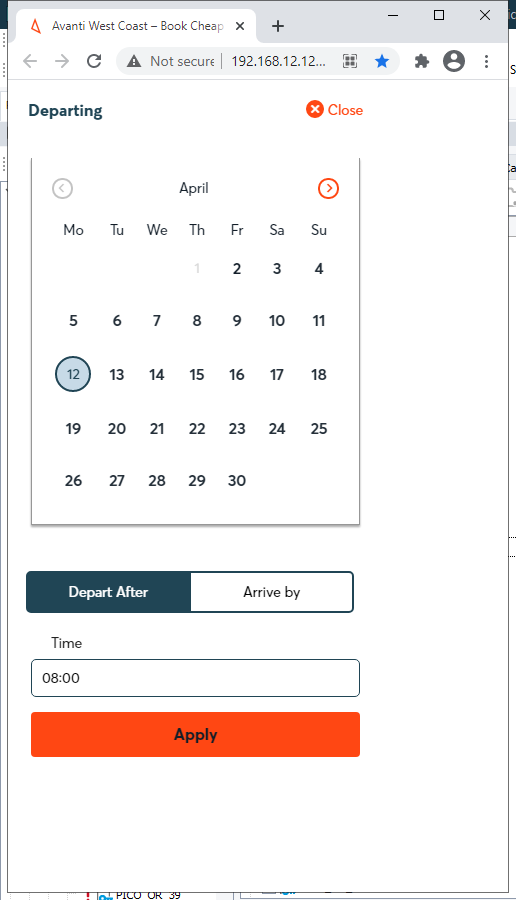 Avanti West Coast – Book Cheap
Not secure
192.168.12.12...
Departing
Close
April
Mo Tu We Th Fr Sa Su
1 2 3 4
5 6 7 8 9 10 11
12 13 14 15 16 17 18
19 20 21 22 23 24 25
26 27 28 29 30
Depart After
Arrive by
Time
08:00
Apply
PICO_OR_39